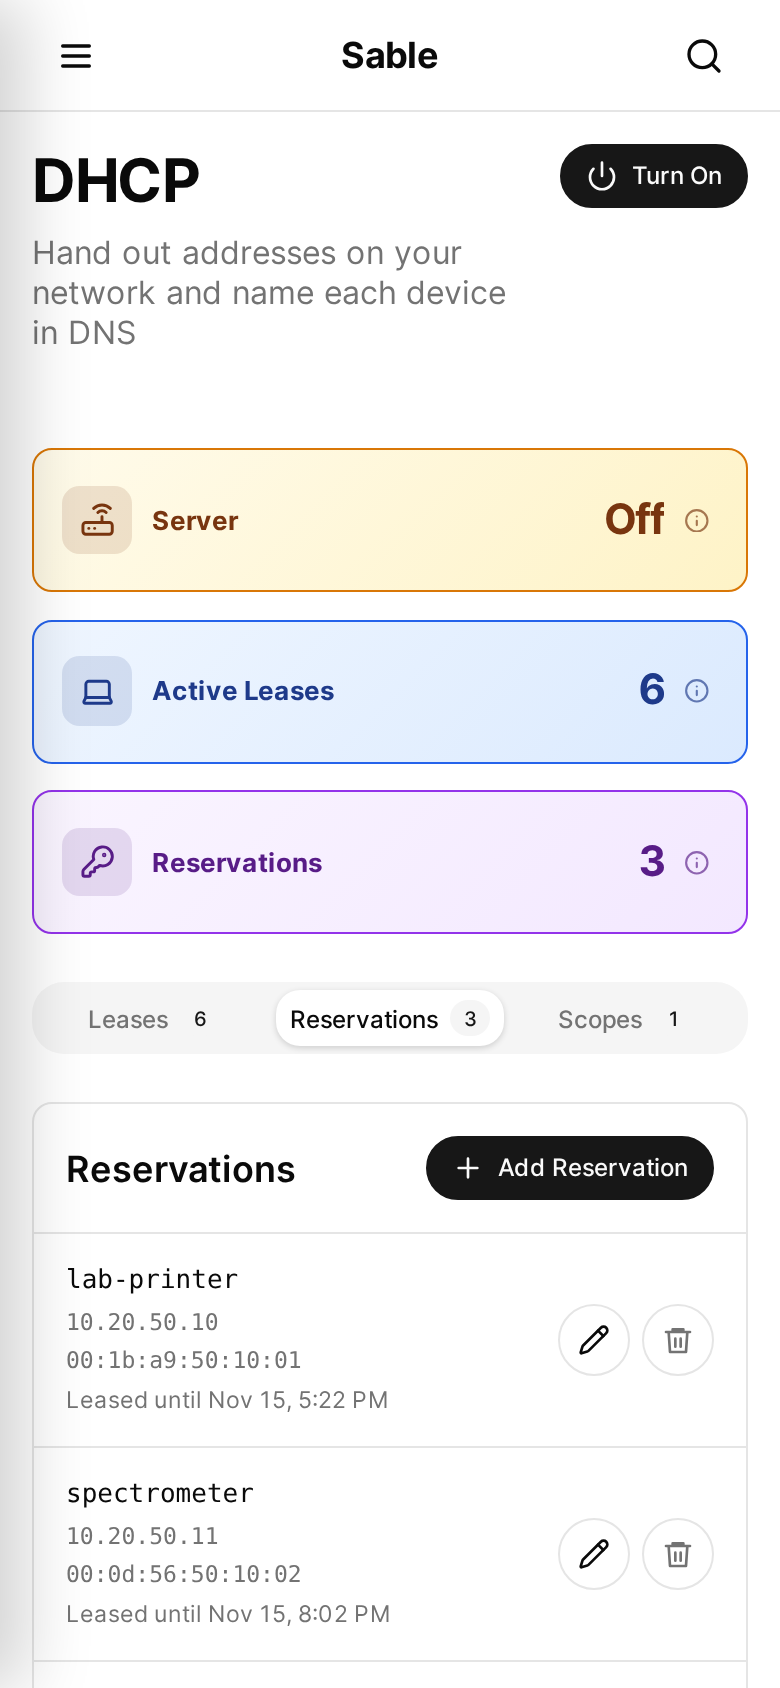 Sable
DHCP
Turn On
Hand out addresses on your
network and name each device
in DNS
Server
Off
Active Leases
6
Reservations
3
Leases 6
Reservations 3
Scopes 1
Reservations
Add Reservation
lab-printer
10.20.50.10
00:1b:a9:50:10:01
Leased until Nov 15, 5:22 PM
spectrometer
10.20.50.11
00:0d:56:50:10:02
Leased until Nov 15, 8:02 PM